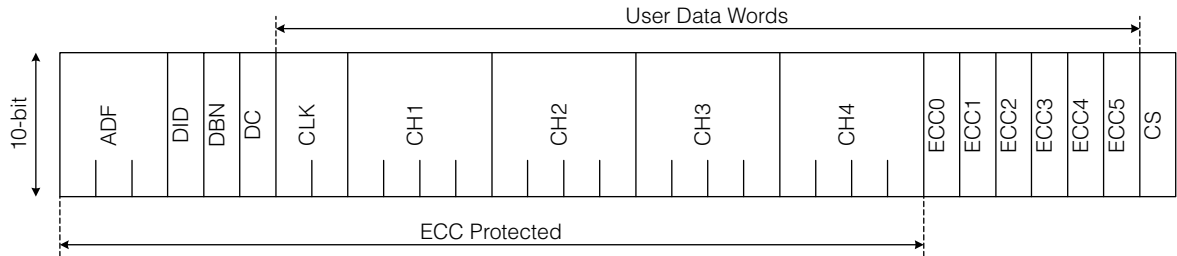 User Data Words
10-bit
ADF
DID
DBN
DC
CLK
CH1
CH2
CH3
CH4
ECC0
ECC1
ECC2
ECC3
ECC4
ECC5
CS
ECC Protected